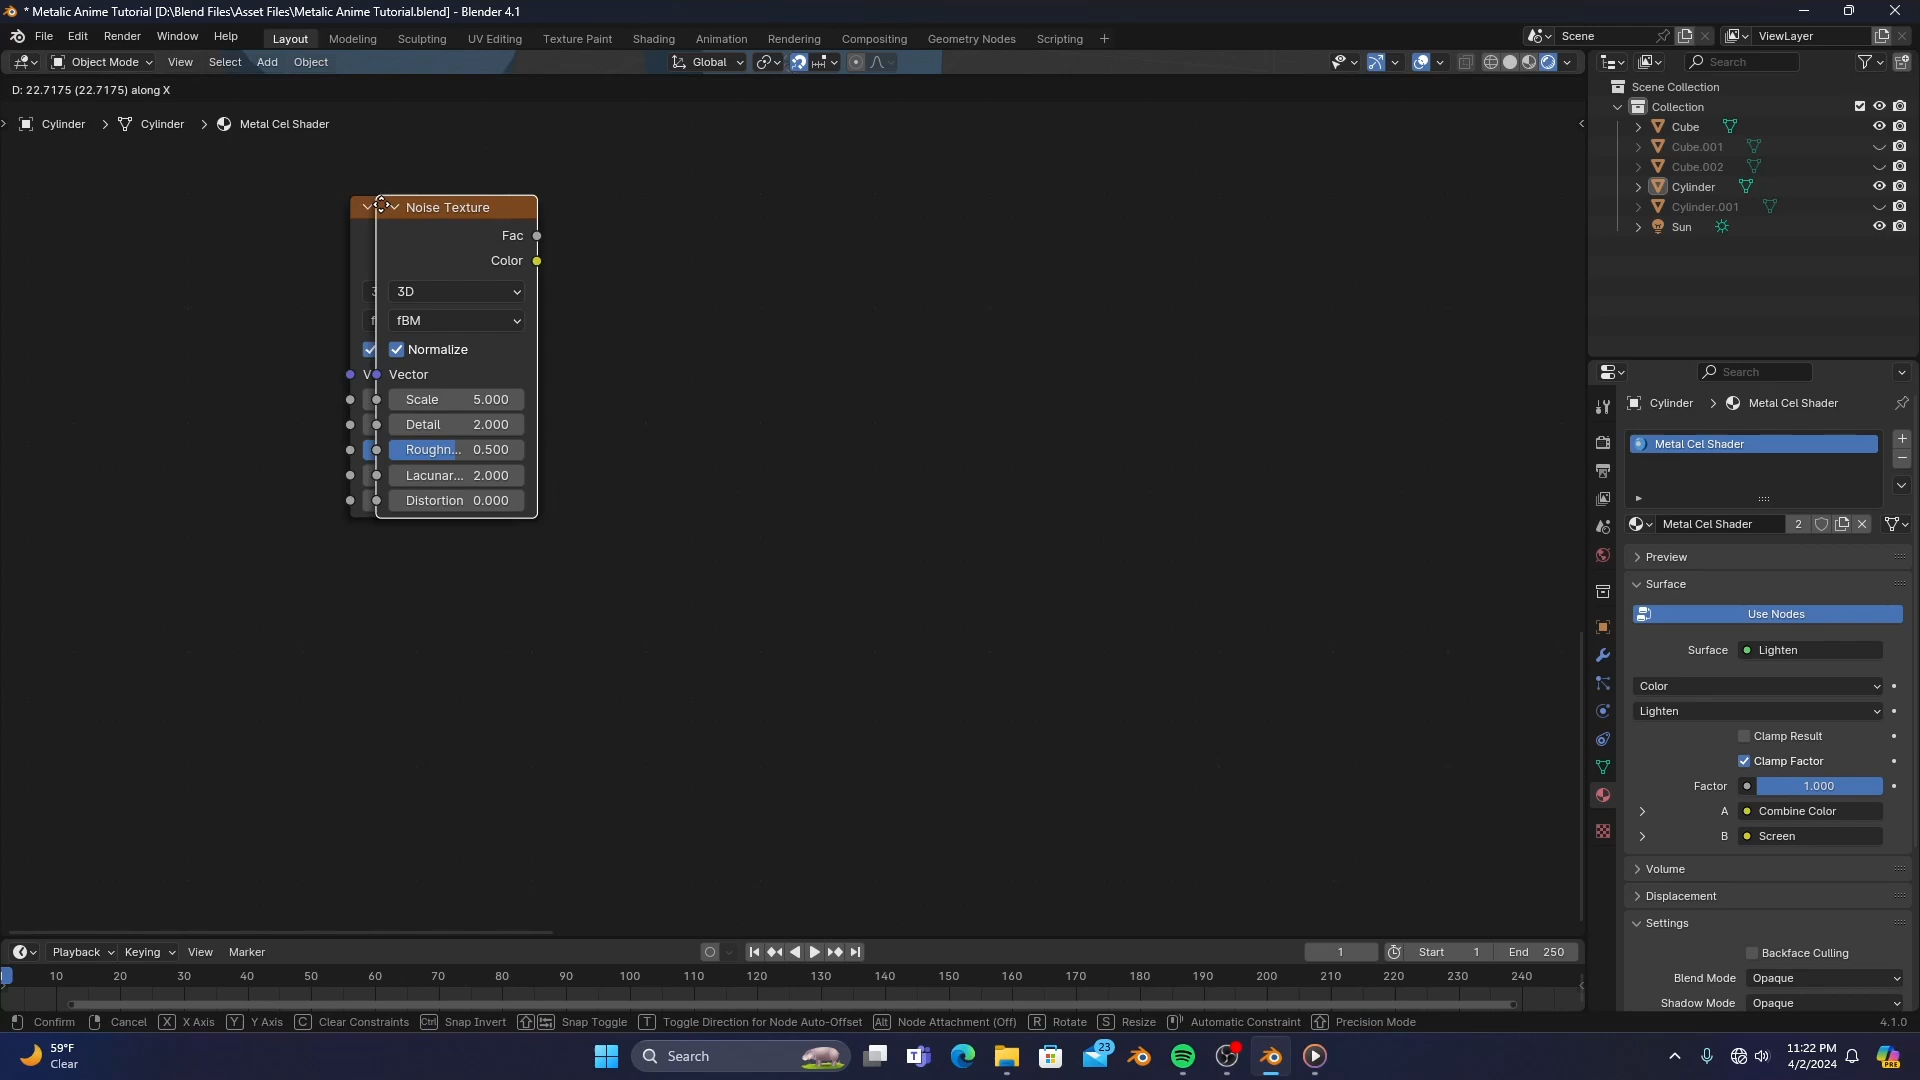 * Metalic Anime Tutorial [D:\Blend Files\Asset Files\Metalic Anime Tutorial.blend] - Blender 4.1
File Edit Render Window Help
Layout Modeling Sculpting UV Editing Texture Paint Shading Animation Rendering Compositing Geometry Nodes Scripting +
Scene
ViewLayer
Object Mode View Select Add Object
Global
Search
D: 22.7175 (22.7175) along X
Cylinder > Cylinder > Metal Cel Shader
Scene Collection
Collection
Cube
Cube.001
Cube.002
Cylinder
Cylinder.001
Sun
Noise Texture
Fac
Color
3D
fBM
Normalize
V Vector
Scale 5.000
Detail 2.000
Roughn... 0.500
Lacunar... 2.000
Distortion 0.000
Search
Cylinder > Metal Cel Shader
Metal Cel Shader
Metal Cel Shader 2
Preview
Surface
Use Nodes
Surface Lighten
Color
Lighten
Clamp Result
Clamp Factor
Factor 1.000
A Combine Color
B Screen
Volume
Displacement
Settings
Backface Culling
Blend Mode Opaque
Shadow Mode Opaque
Playback Keying View Marker
1 Start 1 End 250
10 20 30 40 50 60 70 80 90 100 110 120 130 140 150 160 170 180 190 200 210 220 230 240
Confirm Cancel X X Axis Y Y Axis C Clear Constraints Ctrl Snap Invert Snap Toggle T Toggle Direction for Node Auto-Offset Alt Node Attachment (Off) R Rotate S Resize Automatic Constraint Precision Mode
4.1.0
59°F
Clear
Search
23
11:22 PM
4/2/2024
PRE